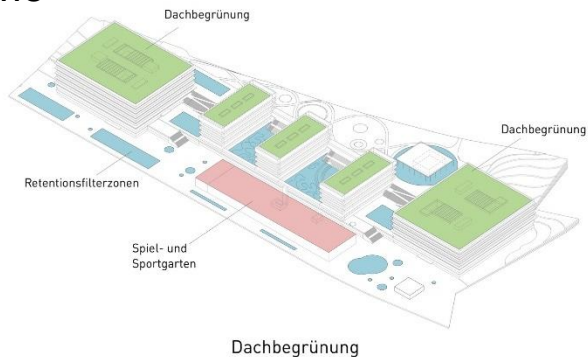 Dachbegrünung
Dachbegrünung
Retentionsfilterzonen
Spiel- und
Sportgarten
Dachbegrünung